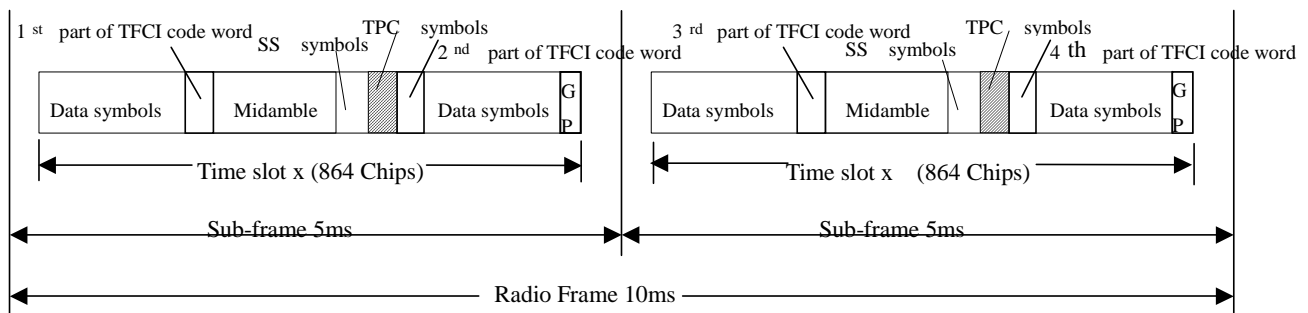 1 st part of TFCI code word
SS symbols
TPC symbols
2 nd part of TFCI code word
Data symbols
Midamble
Data symbols
G
P
Time slot x (864 Chips)
Sub-frame 5ms
3 rd part of TFCI code word
SS symbols
TPC symbols
4 th part of TFCI code word
Data symbols
Midamble
Data symbols
G
P
Time slot x (864 Chips)
Sub-frame 5ms
Radio Frame 10ms